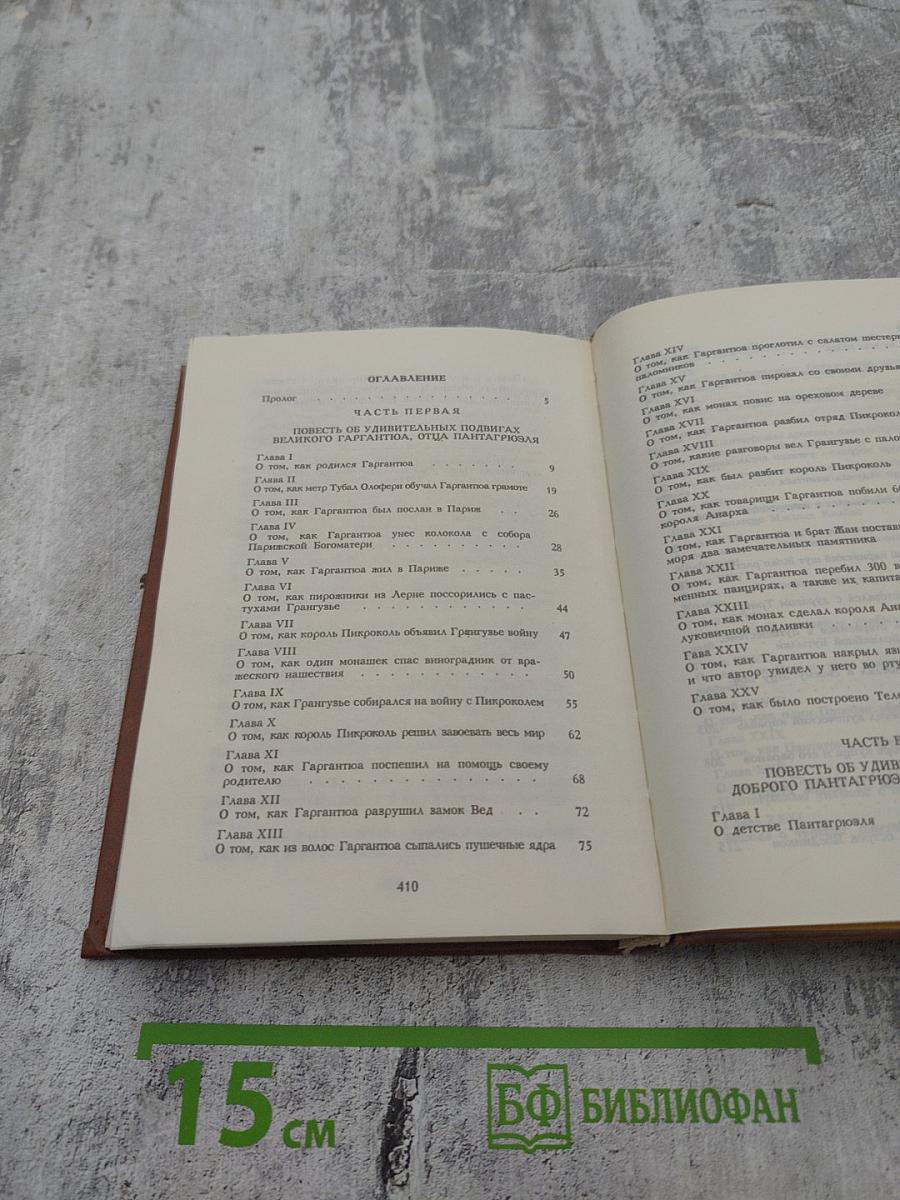 ОГЛАВЛЕНИЕ
Пролог . . . . . . . . . . . . . . . . 5
ЧАСТЬ ПЕРВАЯ
ПОВЕСТЬ ОБ УДИВИТЕЛЬНЫХ ПОДВИГАХ
ВЕЛИКОГО ГАРГАНТЮА, ОТЦА ПАНТАГРЮЭЛЯ
Глава I
О том, как родился Гаргантюа . . . . . . . 9
Глава II
О том, как метр Тубал Олоферн обучал Гаргантюа грамоте 19
Глава III
О том, как Гаргантюа был послан в Париж . . 26
Глава IV
О том, как Гаргантюа унес колокола с собора
Парижской Богоматери . . . . . . . . . . 28
Глава V
О том, как Гаргантюа жил в Париже . . . . . 35
Глава VI
О том, как пирожники из Лерне поссорились с пас-
тухами Грангузье . . . . . . . . . . . . 44
Глава VII
О том, как король Пикроколь объявил Грангузье войну 47
Глава VIII
О том, как один монашек спас виноградник от вра-
жеского нашествия . . . . . . . . . . . . 50
Глава IX
О том, как Грангузье собирался на войну с Пикроколем 55
Глава X
О том, как король Пикроколь решил завоевать весь мир 62
Глава XI
О том, как Гаргантюа поспешил на помощь своему
родителю . . . . . . . . . . . . . . . . 68
Глава XII
О том, как Гаргантюа разрушил замок Вед . . . 72
Глава XIII
О том, как из волос Гаргантюа сыпались пушечные ядра 75
410
Глава XIV
О том, как Гаргантюа проглотил с салатом шестеры
паломников . . . . . . . . . . . . . .
Глава XV
О том, как Гаргантюа пировал со своими друзья
Глава XVI
О том, как монах повис на ореховом дереве
Глава XVII
О том, как Гаргантюа разбил отряд Пикрокол
Глава XVIII
О том, какие разговоры вел Грангузье с пало
Глава XIX
О том, как был разбит король Пикроколь
Глава XX
О том, как товарищи Гаргантюа побили 6
короля Анарха . . . . . . . . .
Глава XXI
О том, как Гаргантюа и брат Жан постави
моря два замечательных памятника
Глава XXII
О том, как Гаргантюа перебил 300 в
менных панцирях, а также их капита
Глава XXIII
О том, как монах сделал короля Ана
луковичной подливки . . . . .
Гава XXIV
О том, как Гаргантюа накрыл язы
и что автор увидел у него во рту
Глава XXV
О том, как было построено Теле
ЧАСТЬ В
ПОВЕСТЬ ОБ УДИВИ
ДОБРОГО ПАНТАГРЮЭ
Глава I
О детстве Пантагрюэля
15 см
БФ БИБЛИОФАН